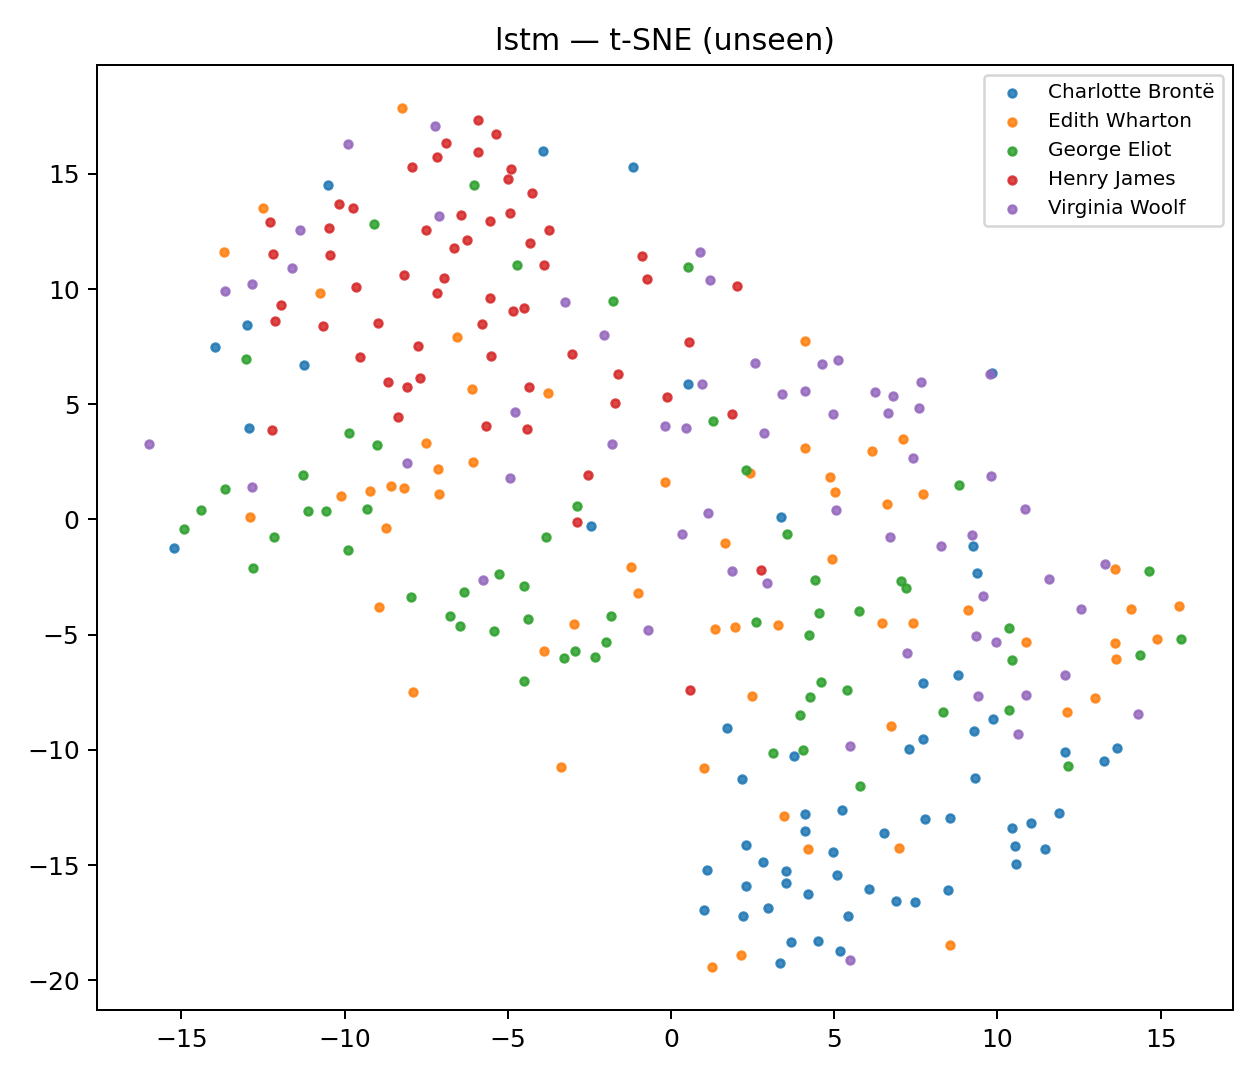 lstm — t-SNE (unseen)
Charlotte Brontë
Edith Wharton
George Eliot
Henry James
Virginia Woolf
15
10
5
0
−5
−10
−15
−20
−15
−10
−5
0
5
10
15